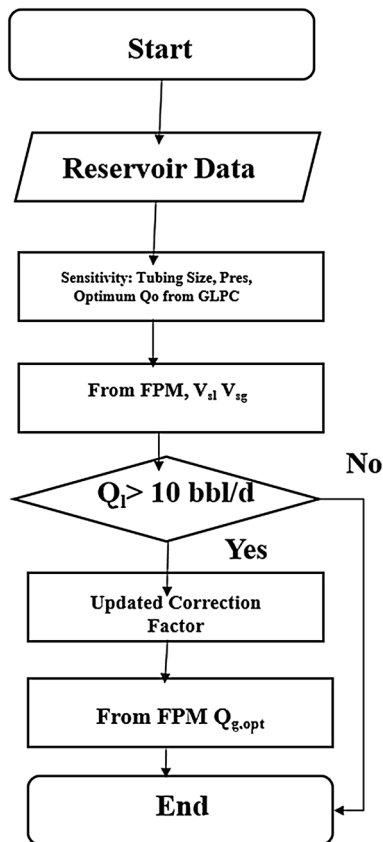 Start
Reservoir Data
Sensitivity: Tubing Size, Pres,
Optimum Qo from GLPC
From FPM, Vsl Vsg
Ql> 10 bbl/d
No
Yes
Updated Correction
Factor
From FPM Qg,opt
End